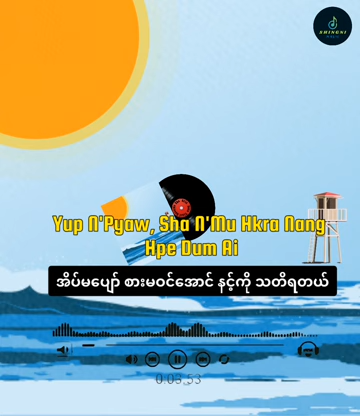 SHINGNI
Yup N'Pyaw, Sha N'Mu Hkra Nang
Hpe Dum Ai
အိပ်မပျော် စားမဝင်အောင် နင့်ကို သတိရတယ်
0:03:53